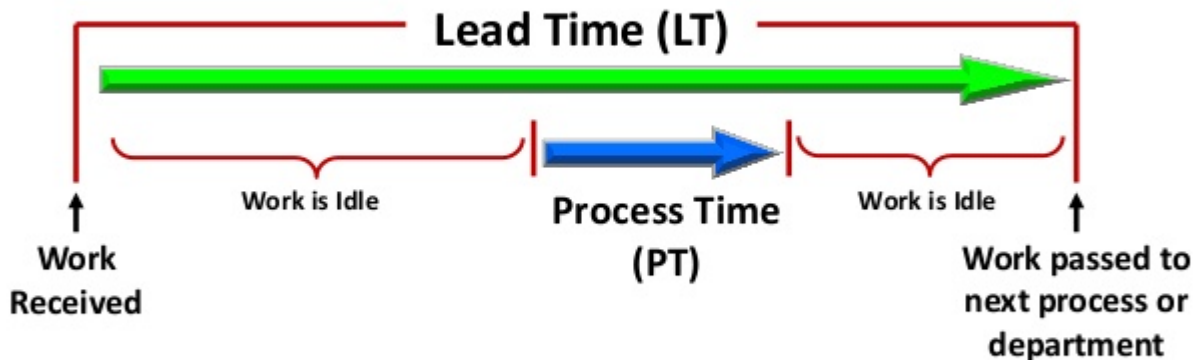 Lead Time (LT)
Work is Idle
Process Time
(PT)
Work is Idle
Work
Received
Work passed to
next process or
department